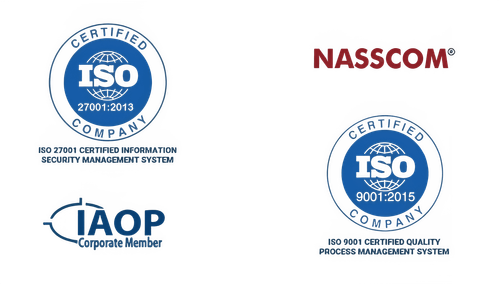 CERTIFIED
ISO
27001:2013
COMPANY
ISO 27001 CERTIFIED INFORMATION
SECURITY MANAGEMENT SYSTEM
NASSCOM®
CERTIFIED
ISO
9001:2015
COMPANY
ISO 9001 CERTIFIED QUALITY
PROCESS MANAGEMENT SYSTEM
IAOP
Corporate Member